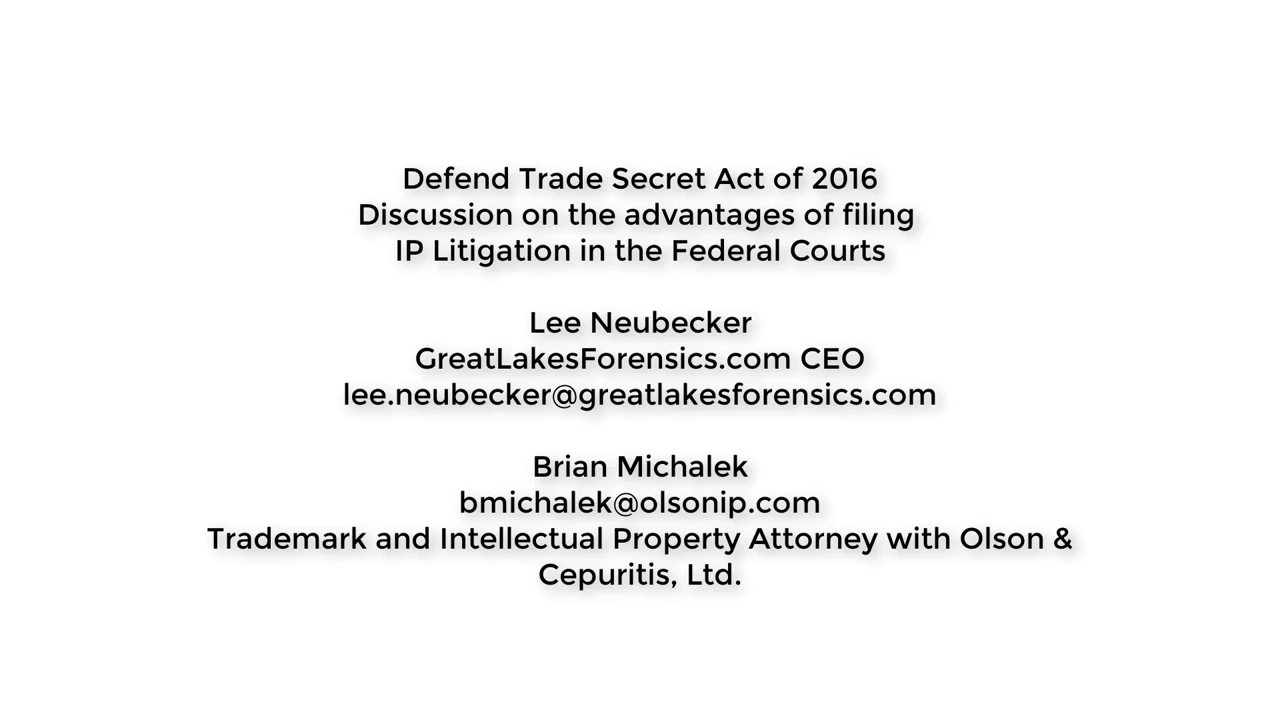 Defend Trade Secret Act of 2016
Discussion on the advantages of filing
IP Litigation in the Federal Courts
Lee Neubecker
GreatLakesForensics.com CEO
lee.neubecker@greatlakesforensics.com
Brian Michalek
bmichalek@olsonip.com
Trademark and Intellectual Property Attorney with Olson &
Cepuritis, Ltd.